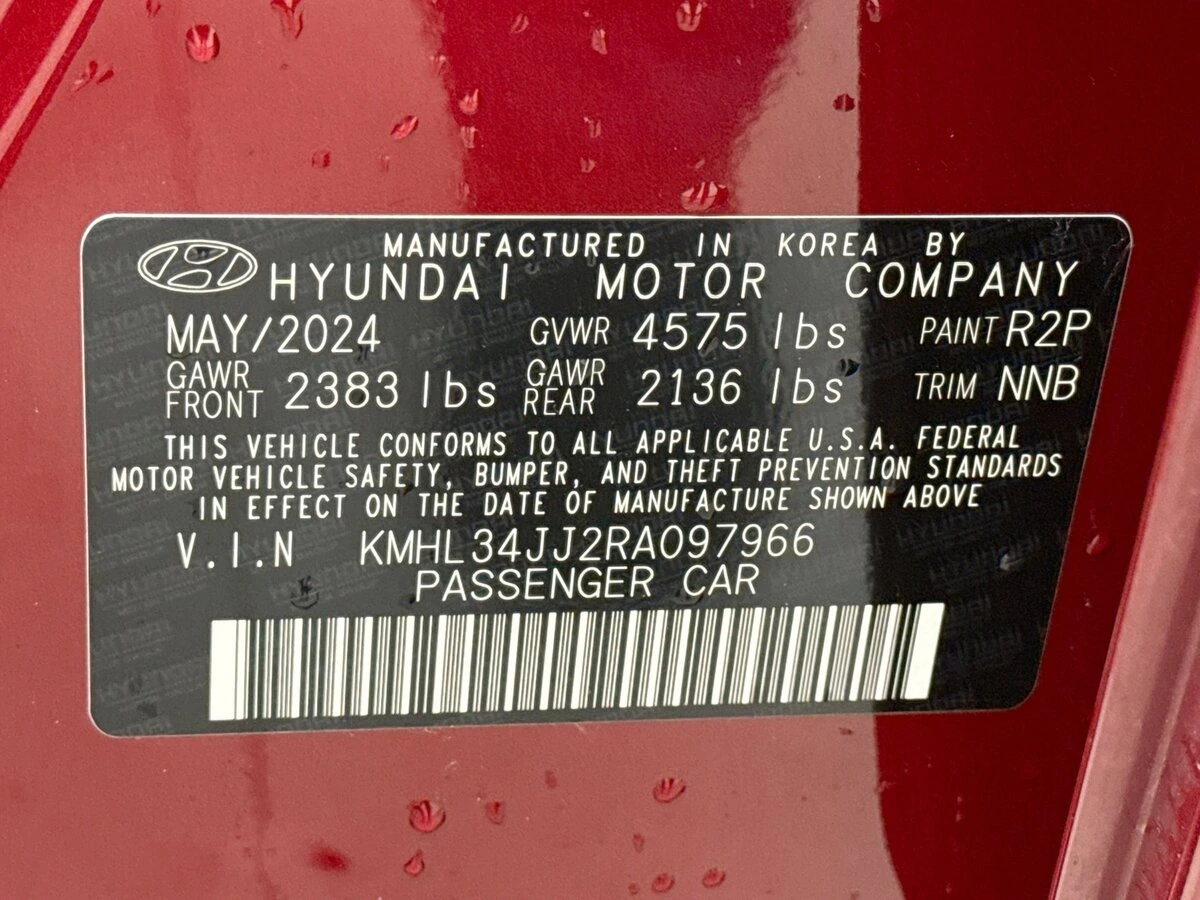 MANUFACTURED IN KOREA BY
HYUNDAI MOTOR COMPANY
MAY/2024 GVWR 4575 lbs PAINT R2P
GAWR FRONT 2383 lbs GAWR REAR 2136 lbs TRIM NNB
THIS VEHICLE CONFORMS TO ALL APPLICABLE U.S.A. FEDERAL
MOTOR VEHICLE SAFETY, BUMPER, AND THEFT PREVENTION STANDARDS
IN EFFECT ON THE DATE OF MANUFACTURE SHOWN ABOVE
V.I.N KMHL34JJ2RA097966
PASSENGER CAR